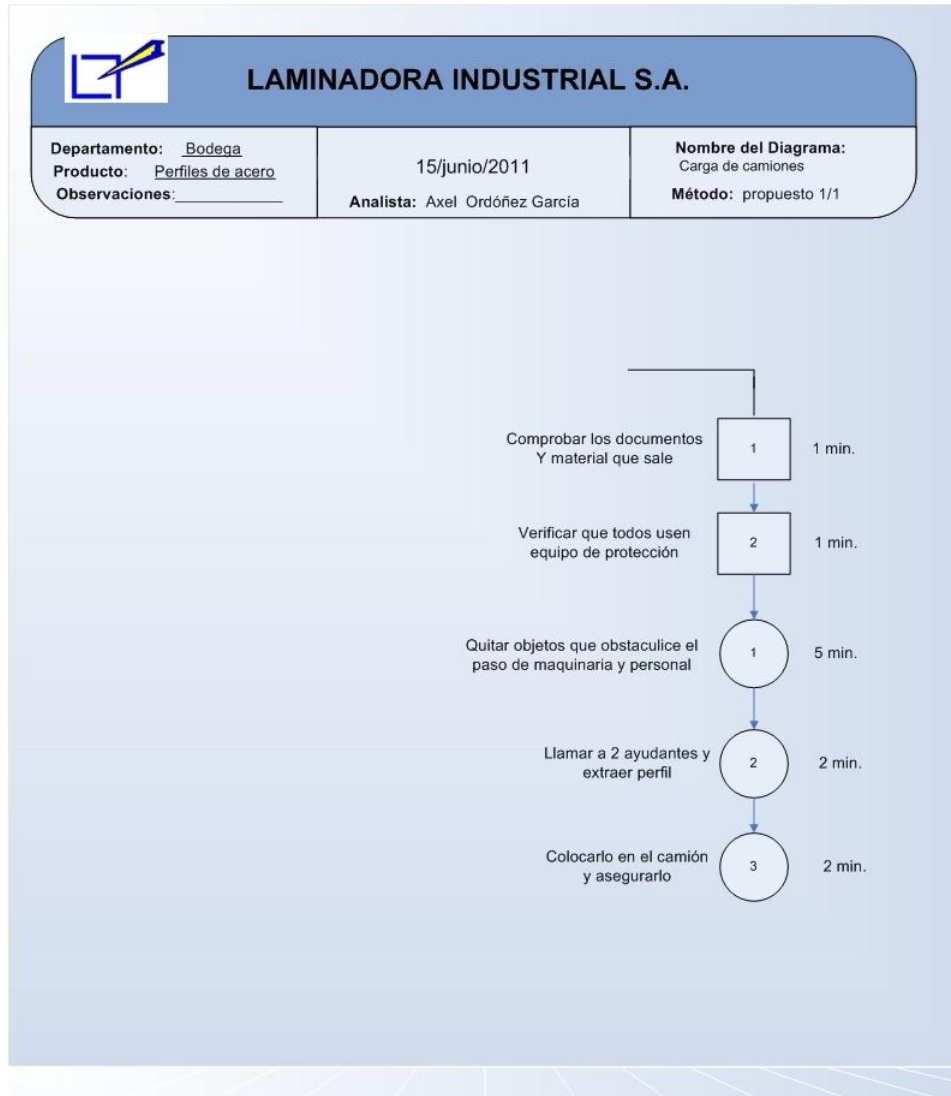 LAMINADORA INDUSTRIAL S.A.
Departamento: Bodega
Producto: Perfiles de acero
Observaciones:
15/junio/2011
Analista: Axel Ordóñez García
Nombre del Diagrama:
Carga de camiones
Método: propuesto 1/1
Comprobar los documentos
Y material que sale
1
1 min.
Verificar que todos usen
equipo de protección
2
1 min.
Quitar objetos que obstaculice el
paso de maquinaria y personal
1
5 min.
Llamar a 2 ayudantes y
extraer perfil
2
2 min.
Colocarlo en el camión
y asegurarlo
3
2 min.